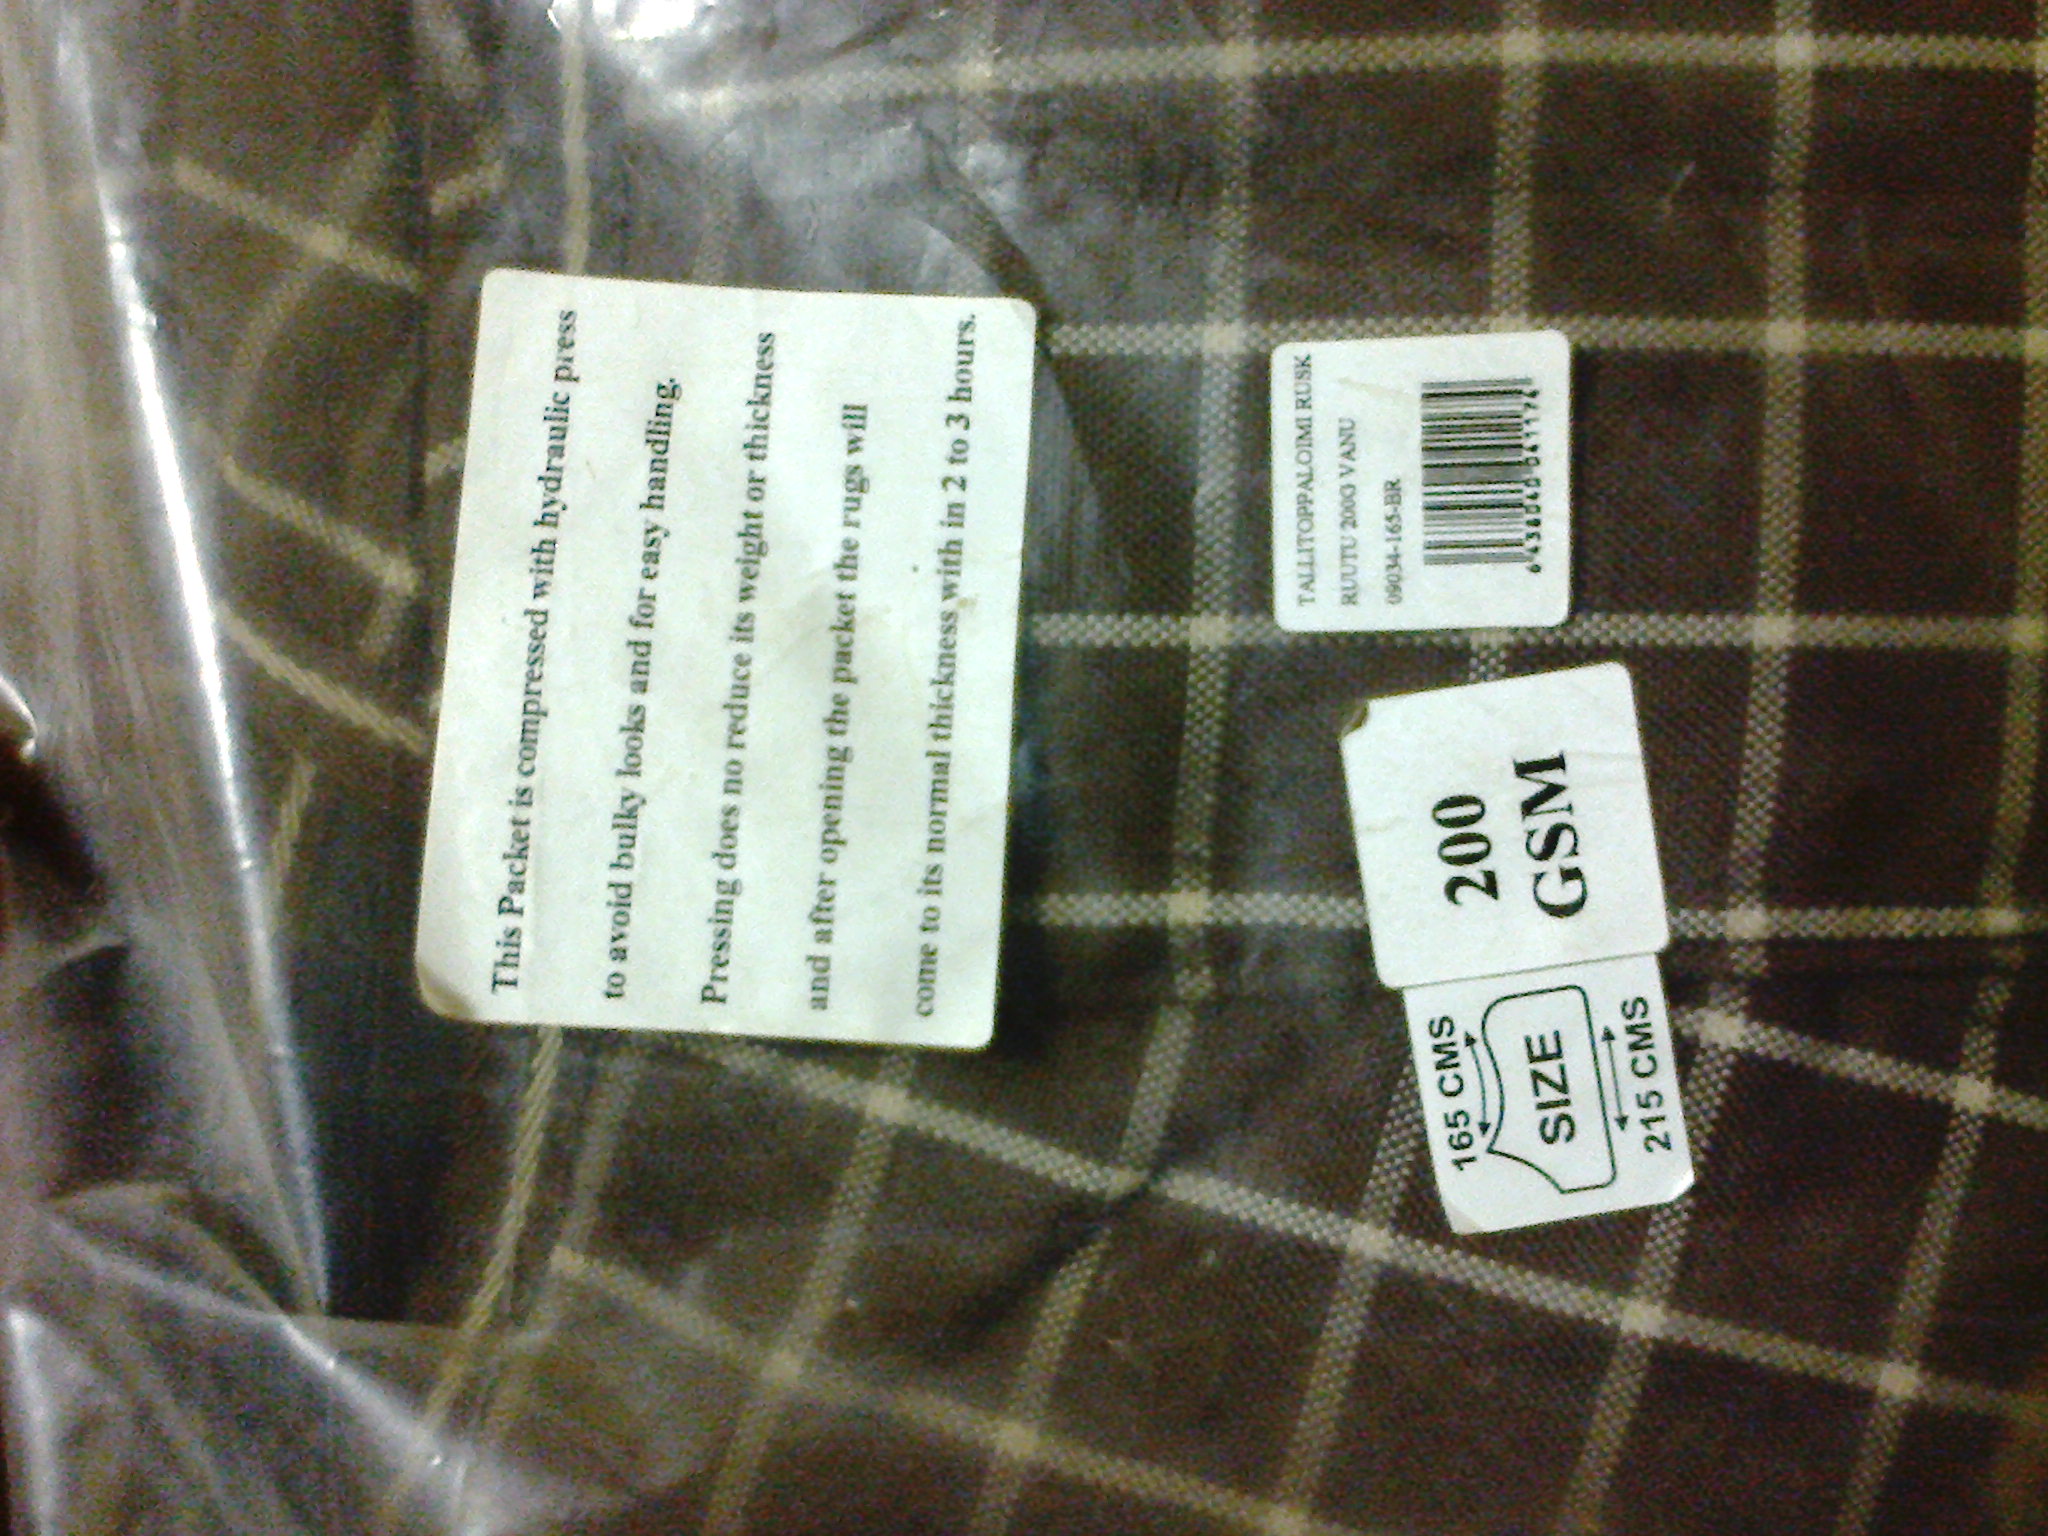 This Packet is compressed with hydraulic press
to avoid bulky looks and for easy handling.
Pressing does no reduce its weight or thickness
and after opening the packet the rugs will
come to its normal thickness with in 2 to 3 hours.
TALLITOPPALOIMI RUSK
RUUTU 200G VANU
09034-165-BR
6438040041174
200
GSM
165 CMS
SIZE
215 CMS